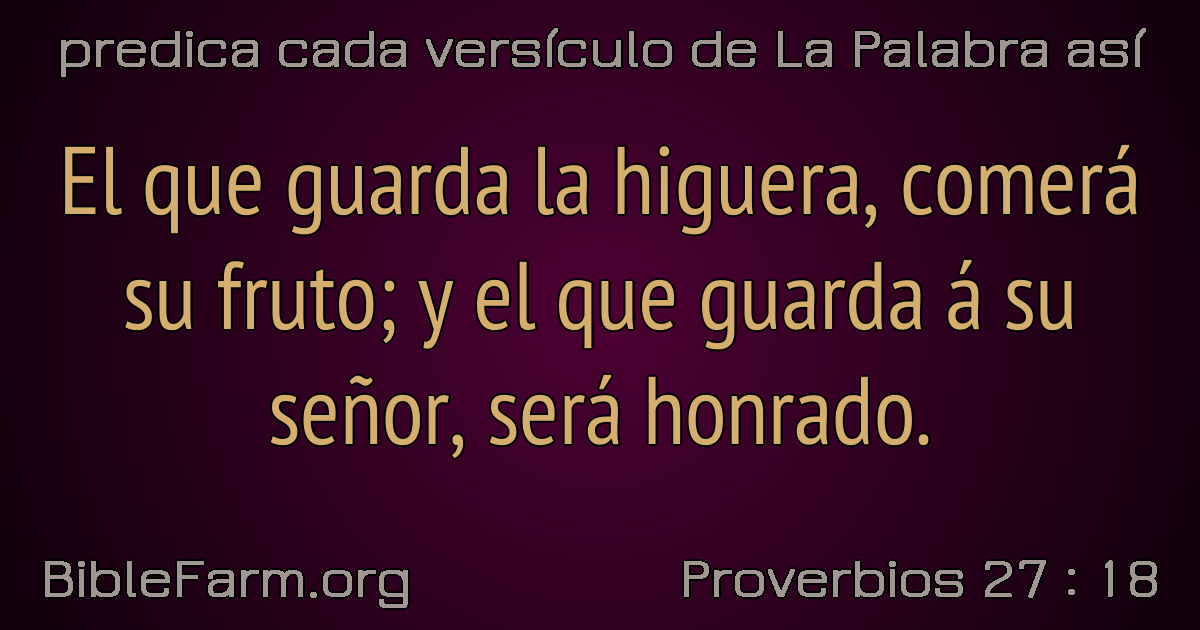 predica cada versículo de La Palabra así
El que guarda la higuera, comerá
su fruto; y el que guarda á su
señor, será honrado.
BibleFarm.org
Proverbios 27 : 18